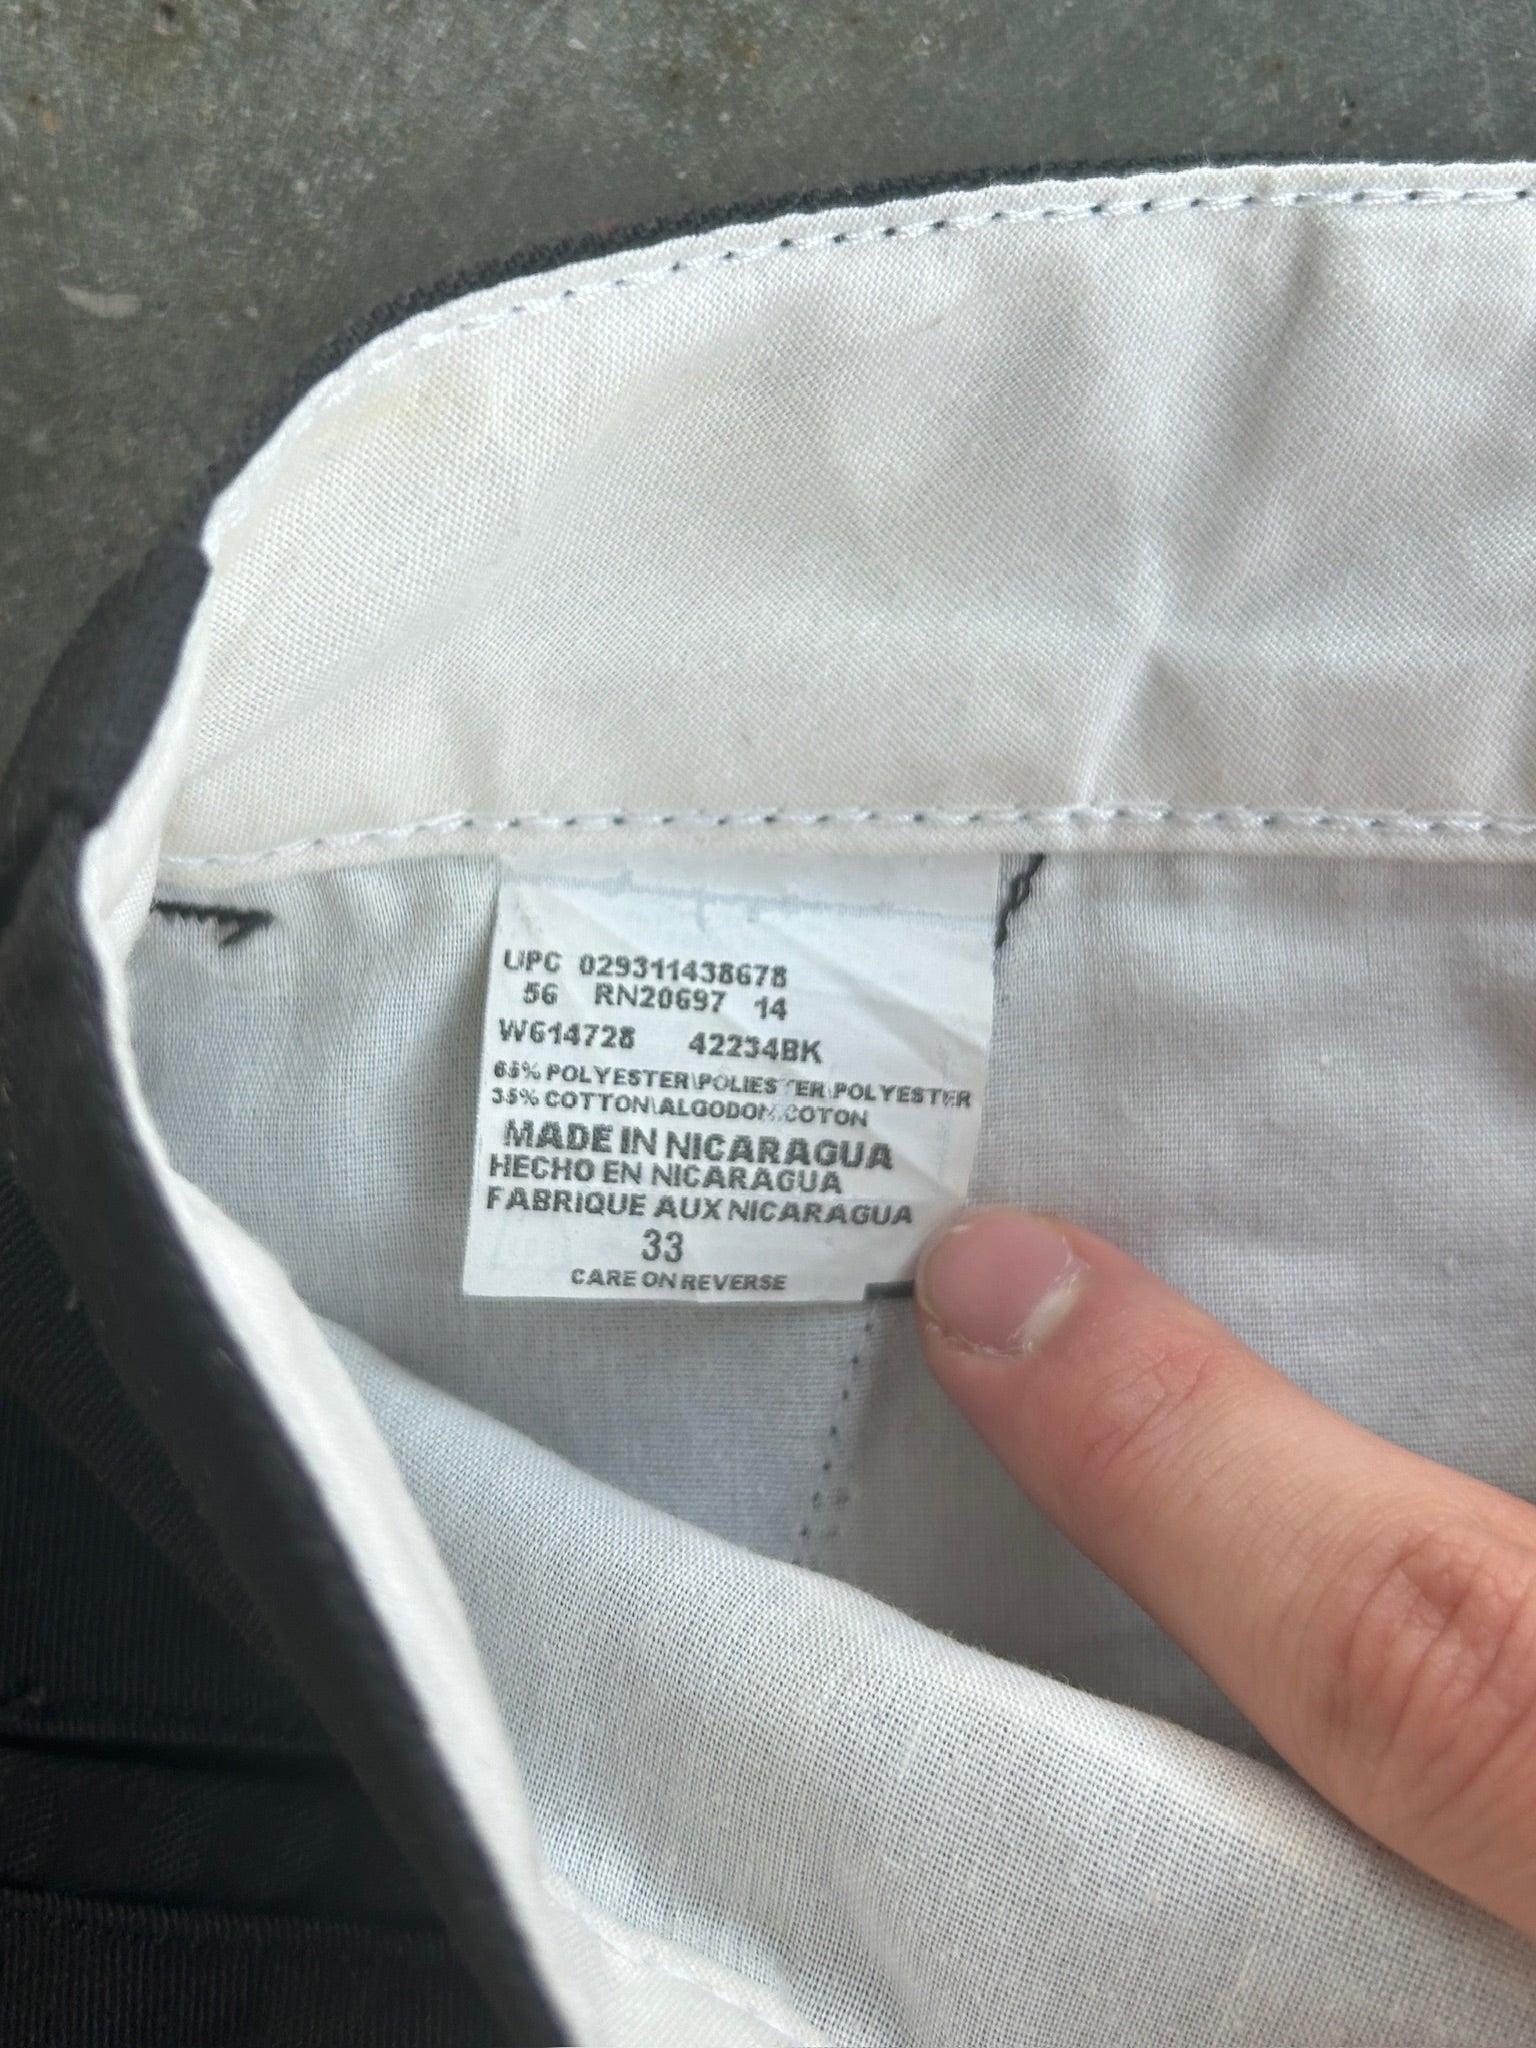 UPC 029311438678
56 RN20697 14
W614728 42234BK
65% POLYESTER\POLIESTER\POLYESTER
35% COTTON\ALGODON\COTON
MADE IN NICARAGUA
HECHO EN NICARAGUA
FABRIQUE AUX NICARAGUA
33
CARE ON REVERSE